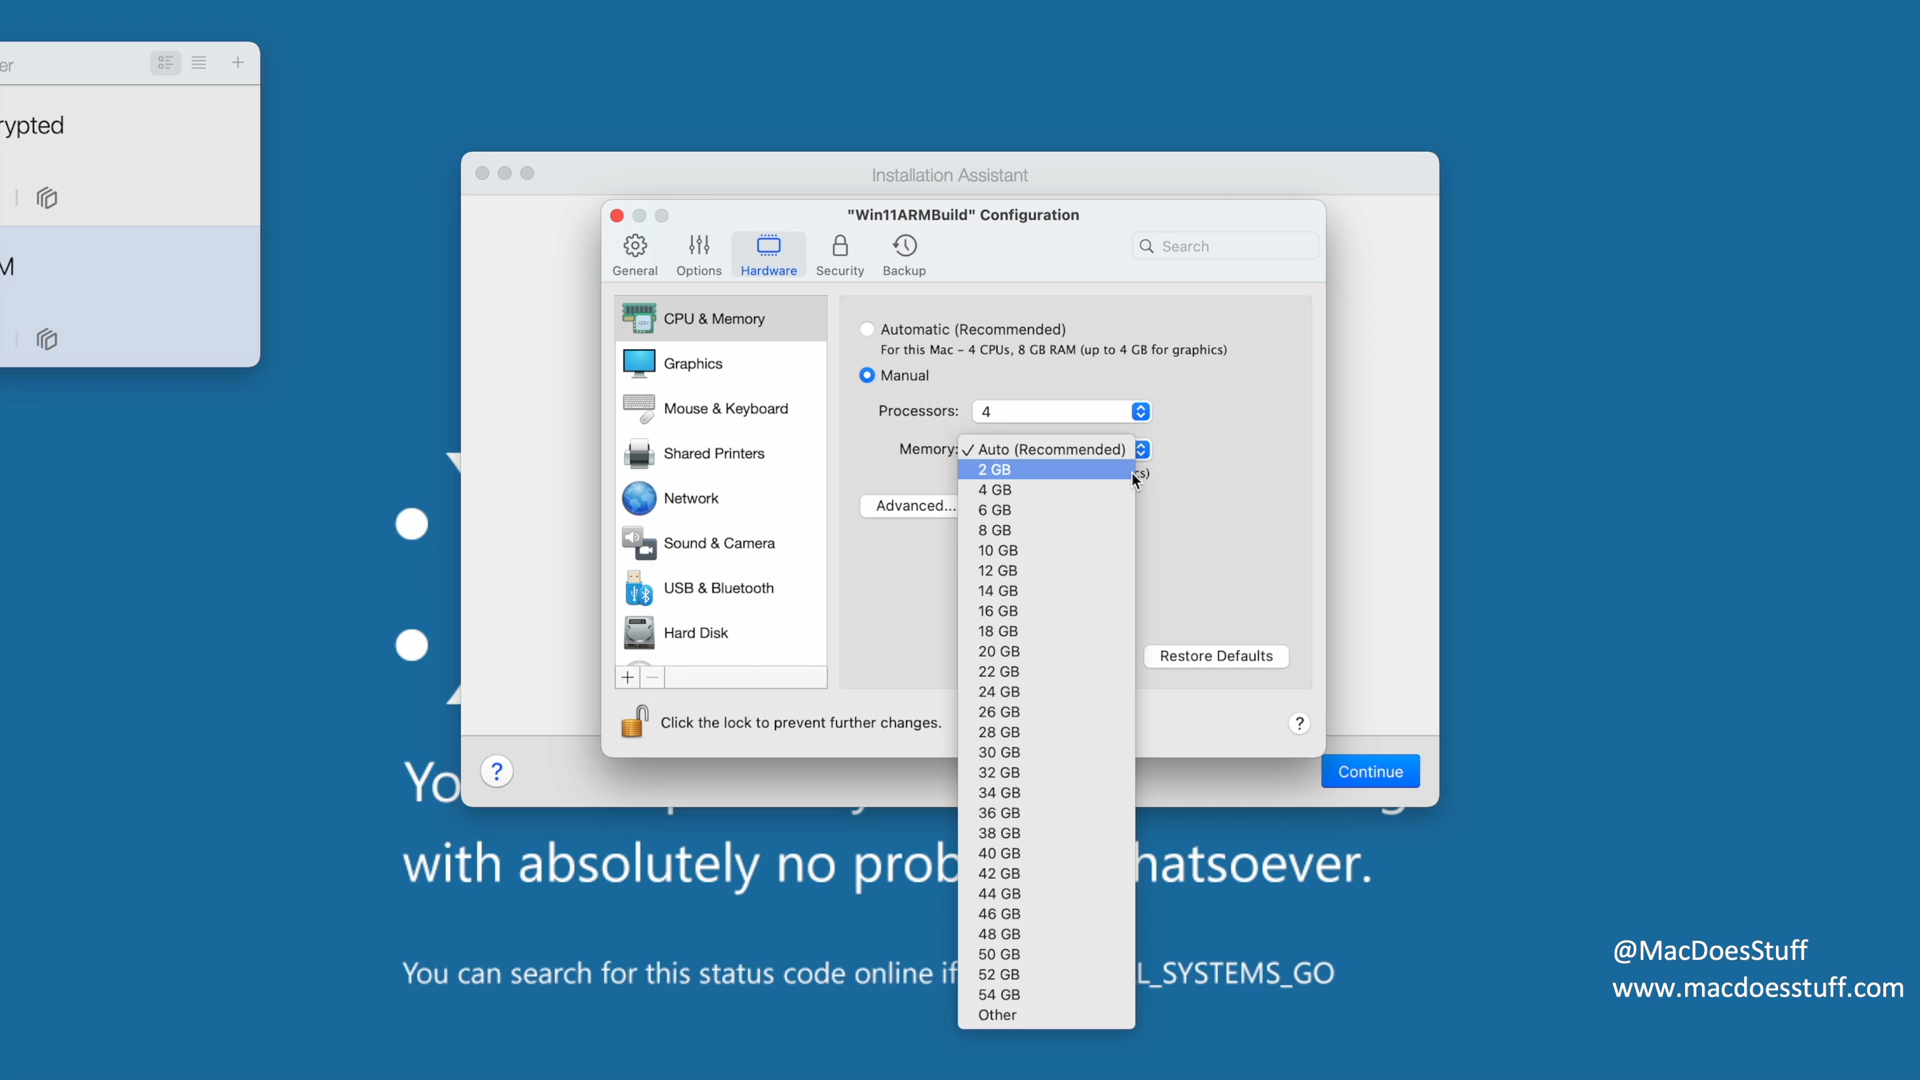 er
rypted
M
Installation Assistant
"Win11ARMBuild" Configuration
General
Options
Hardware
Security
Backup
Search
CPU & Memory
Graphics
Mouse & Keyboard
Shared Printers
Network
Sound & Camera
USB & Bluetooth
Hard Disk
+
−
Automatic (Recommended)
For this Mac – 4 CPUs, 8 GB RAM (up to 4 GB for graphics)
Manual
Processors: 4
Memory: ✓ Auto (Recommended)
cs)
2 GB
4 GB
6 GB
8 GB
10 GB
12 GB
14 GB
16 GB
18 GB
20 GB
22 GB
24 GB
26 GB
28 GB
30 GB
32 GB
34 GB
36 GB
38 GB
40 GB
42 GB
44 GB
46 GB
48 GB
50 GB
52 GB
54 GB
Other
Advanced...
Restore Defaults
Click the lock to prevent further changes.
?
?
Continue
Yo
with absolutely no prob hatsoever.
You can search for this status code online if L_SYSTEMS_GO
@MacDoesStuff
www.macdoesstuff.com